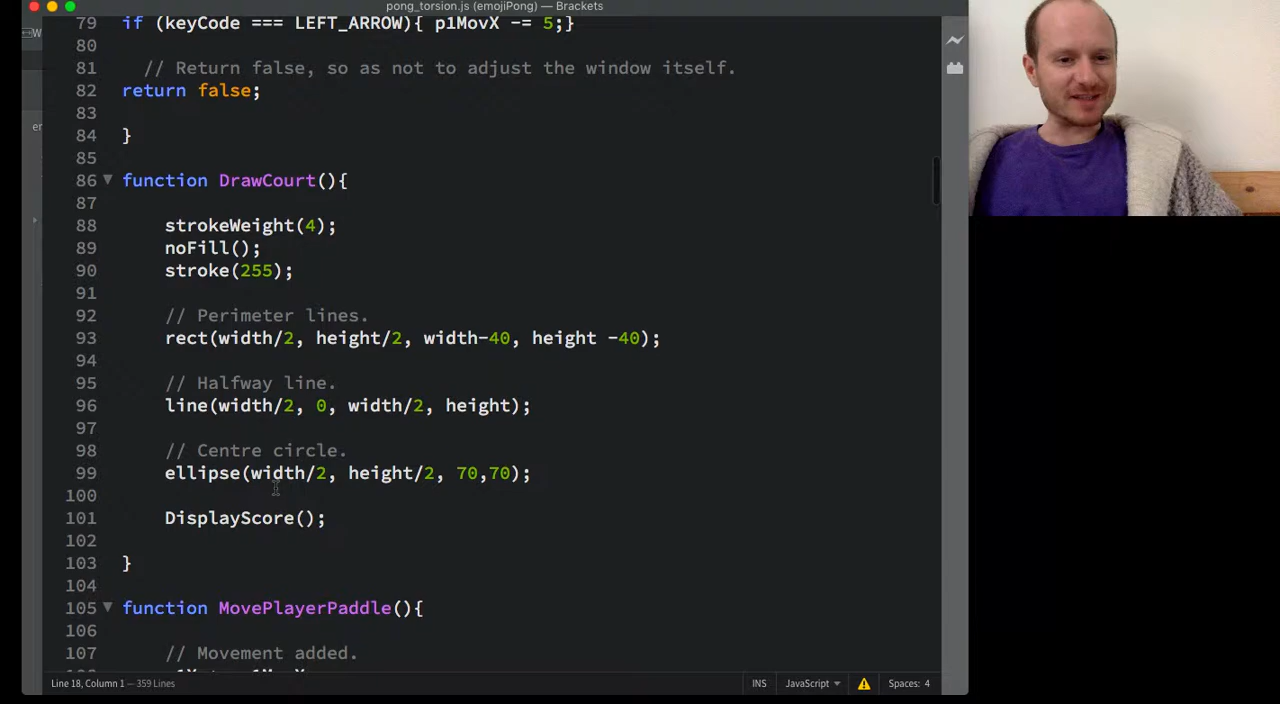 pong_torsion.js (emojiPong) — Brackets
W
79 if (keyCode === LEFT_ARROW){ p1MovX -= 5;}
80
81 // Return false, so as not to adjust the window itself.
82 return false;
83
84 }
85
86 function DrawCourt(){
87
88 strokeWeight(4);
89 noFill();
90 stroke(255);
91
92 // Perimeter lines.
93 rect(width/2, height/2, width-40, height -40);
94
95 // Halfway line.
96 line(width/2, 0, width/2, height);
97
98 // Centre circle.
99 ellipse(width/2, height/2, 70,70);
100
101 DisplayScore();
102
103 }
104
105 function MovePlayerPaddle(){
106
107 // Movement added.
er
Line 18, Column 1 — 359 Lines
INS JavaScript Spaces: 4